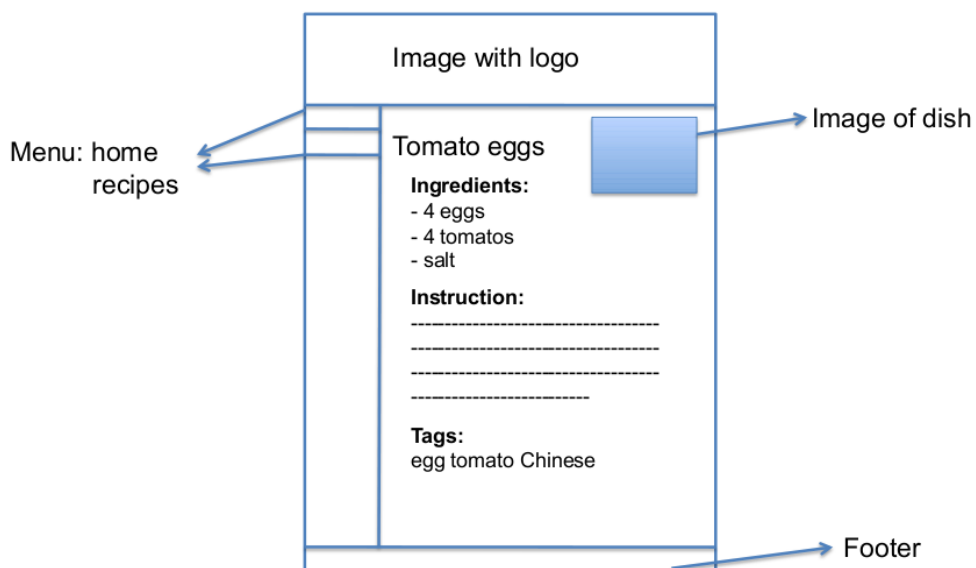 Image with logo
Image of dish
Menu: home
recipes
Tomato eggs
Ingredients:
- 4 eggs
- 4 tomatos
- salt
Instruction:
-------------------------------------
-------------------------------------
-------------------------------------
---------------------------
Tags:
egg tomato Chinese
Footer